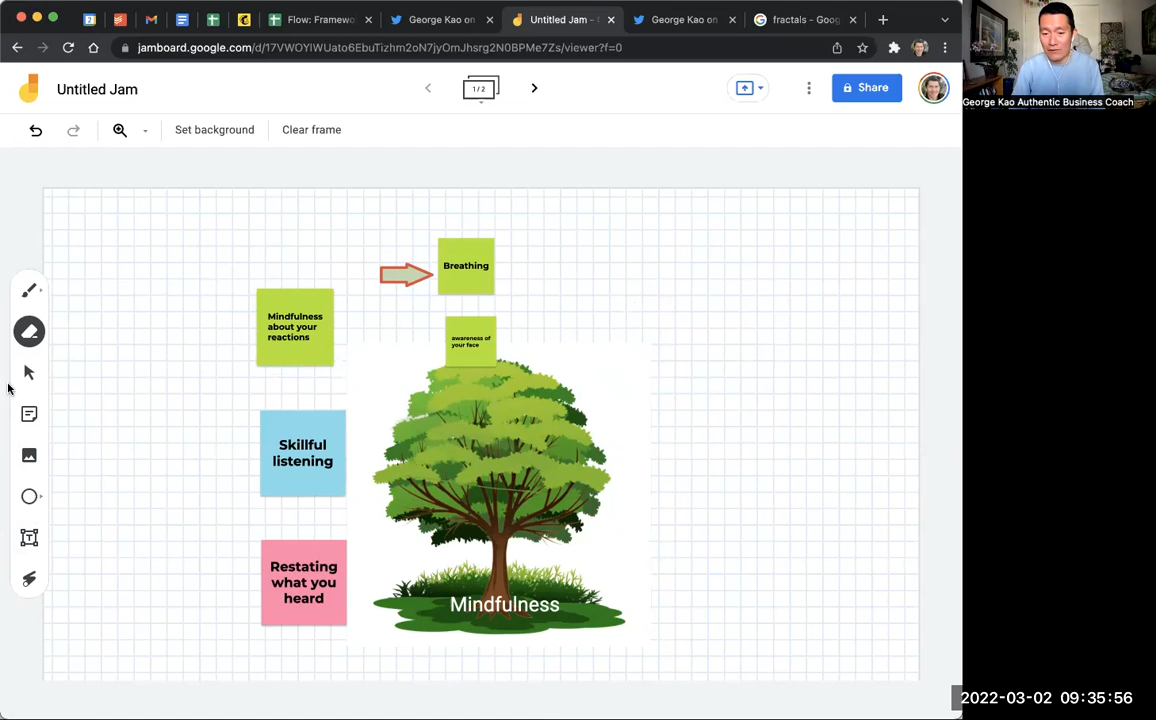 Flow: Framewo
George Kao on
Untitled Jam -
George Kao on
fractals - Goog
jamboard.google.com/d/17VWOYIWUato6EbuTizhm2oN7jyOmJhsrg2N0BPMe7Zs/viewer?f=0
Untitled Jam
1 / 2
Share
Set background
Clear frame
George Kao Authentic Business Coach
Breathing
Mindfulness
about your
reactions
awareness of
your face
Skillful
listening
Restating
what you
heard
Mindfulness
2022-03-02 09:35:56